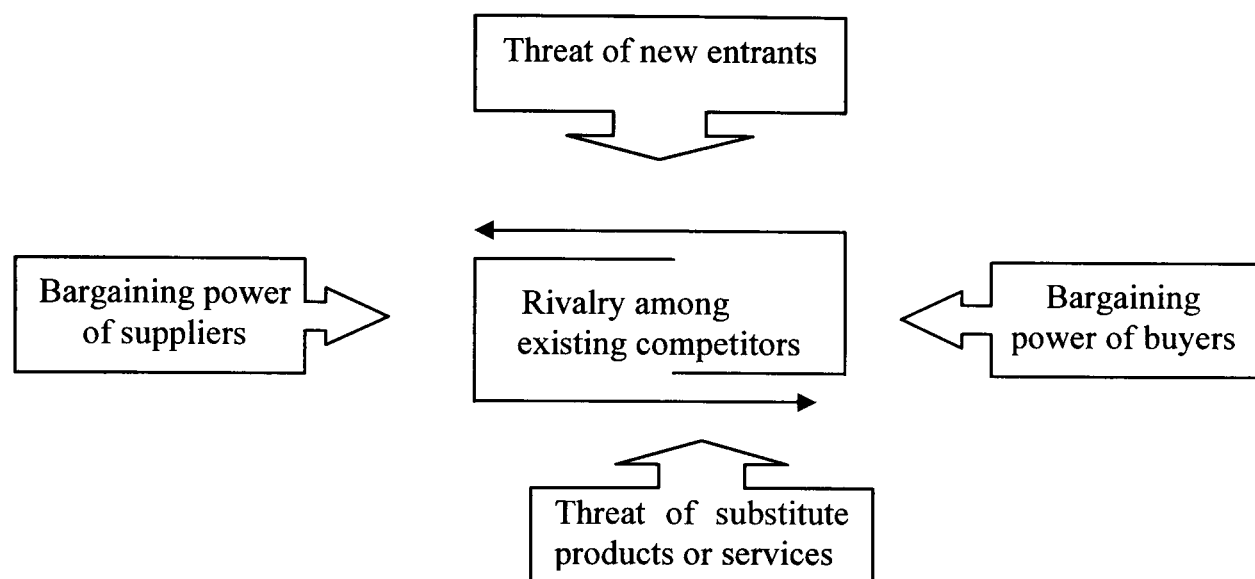 Threat of new entrants
Bargaining power
of suppliers
Rivalry among
existing competitors
Bargaining
power of buyers
Threat of substitute
products or services